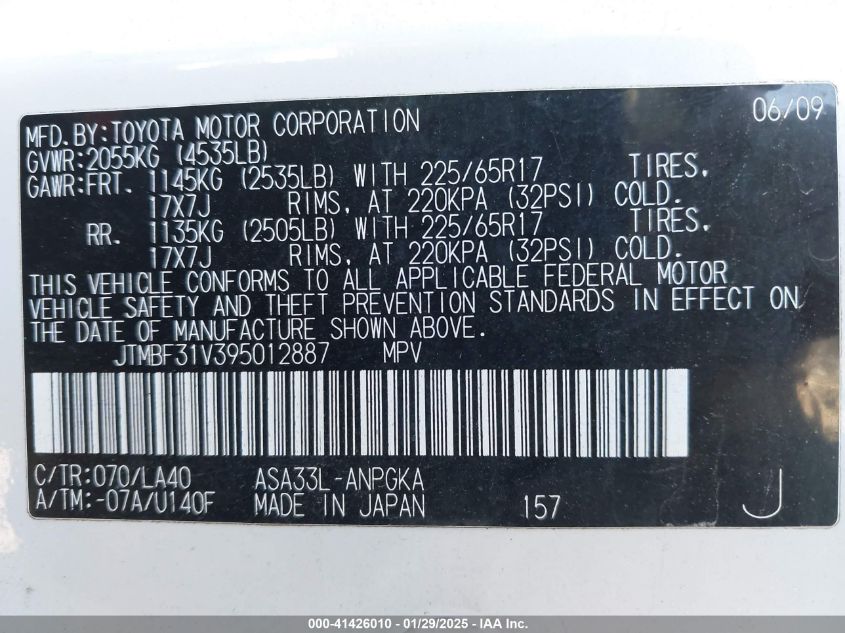 06/09
MFD.BY:TOYOTA MOTOR CORPORATION
GVWR:2055KG (4535LB)
GAWR:FRT. 1145KG (2535LB) WITH 225/65R17 TIRES,
17X7J RIMS, AT 220KPA (32PSI) COLD.
RR. 1135KG (2505LB) WITH 225/65R17 TIRES,
17X7J RIMS, AT 220KPA (32PSI) COLD.
THIS VEHICLE CONFORMS TO ALL APPLICABLE FEDERAL MOTOR
VEHICLE SAFETY AND THEFT PREVENTION STANDARDS IN EFFECT ON
THE DATE OF MANUFACTURE SHOWN ABOVE.
JTMBF31V395012887 MPV
C/TR:070/LA40 ASA33L-ANPGKA
A/TM:-07A/U140F MADE IN JAPAN 157 J
000-41426010 - 01/29/2025 - IAA Inc.